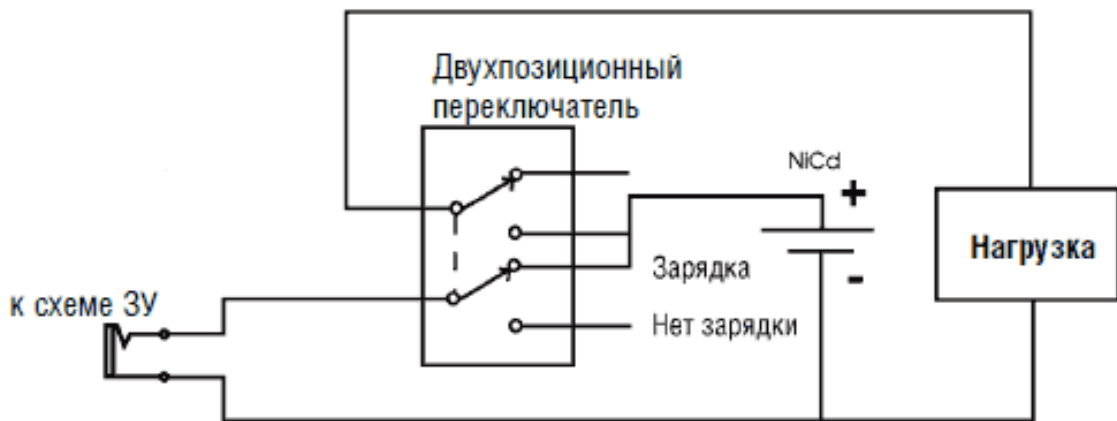 Двухпозиционный
переключатель
NiCd
+
-
Нагрузка
Зарядка
к схеме ЗУ
Нет зарядки